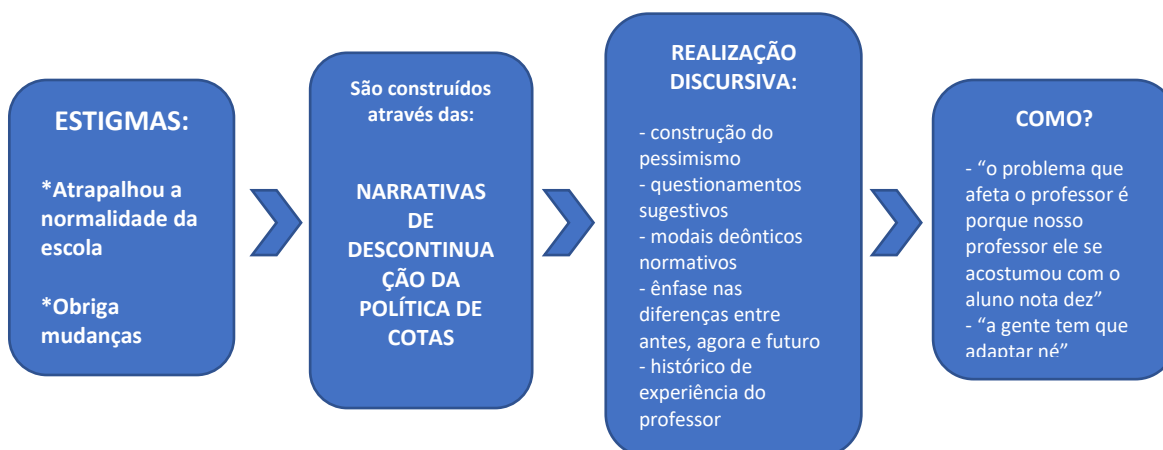 ESTIGMAS:
*Atrapalhou a
normalidade da
escola
*Obriga
mudanças
São construídos
através das:
NARRATIVAS
DE
DESCONTINUA
ÇÃO DA
POLÍTICA DE
COTAS
REALIZAÇÃO
DISCURSIVA:
- construção do
pessimismo
- questionamentos
sugestivos
- modais deônticos
normativos
- ênfase nas
diferenças entre
antes, agora e futuro
- histórico de
experiência do
professor
COMO?
- “o problema que
afeta o professor é
porque nosso
professor ele se
acostumou com o
aluno nota dez”
- “a gente tem que
adaptar né”